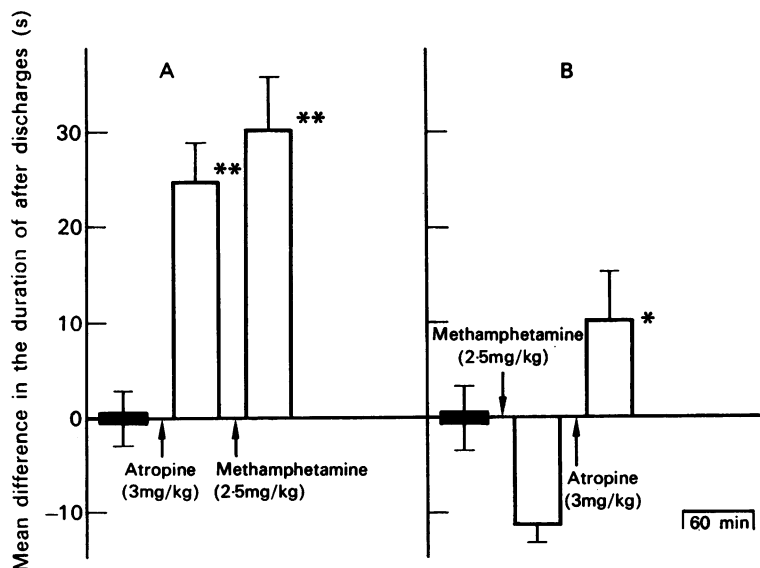 Mean difference in the duration of after discharges (s)
A
B
30
20
10
0
−10
**
**
*
Atropine
(3mg/kg)
Methamphetamine
(2·5mg/kg)
Methamphetamine
(2·5mg/kg)
Atropine
(3mg/kg)
60 min